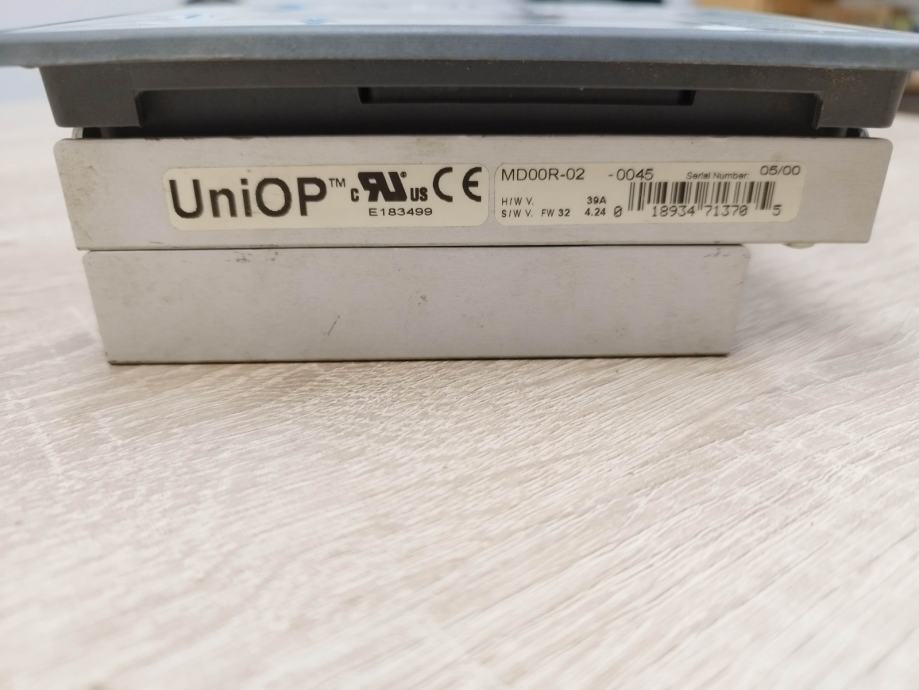 UniOP™ c RU US CE
E183499
MD00R-02 -0045 Serial Number: 05/00
H/W V. 39A
S/W V. FW 32 4.24
0 18934 71370 5